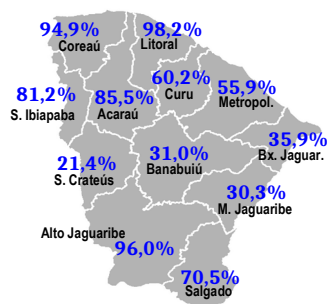 94,9%
Coreaú
98,2%
Litoral
60,2%
Curu
55,9%
Metropol.
81,2%
S. Ibiapaba
85,5%
Acaraú
35,9%
Bx. Jaguar.
21,4%
S. Crateús
31,0%
Banabuiú
30,3%
M. Jaguaribe
Alto Jaguaribe
96,0%
70,5%
Salgado